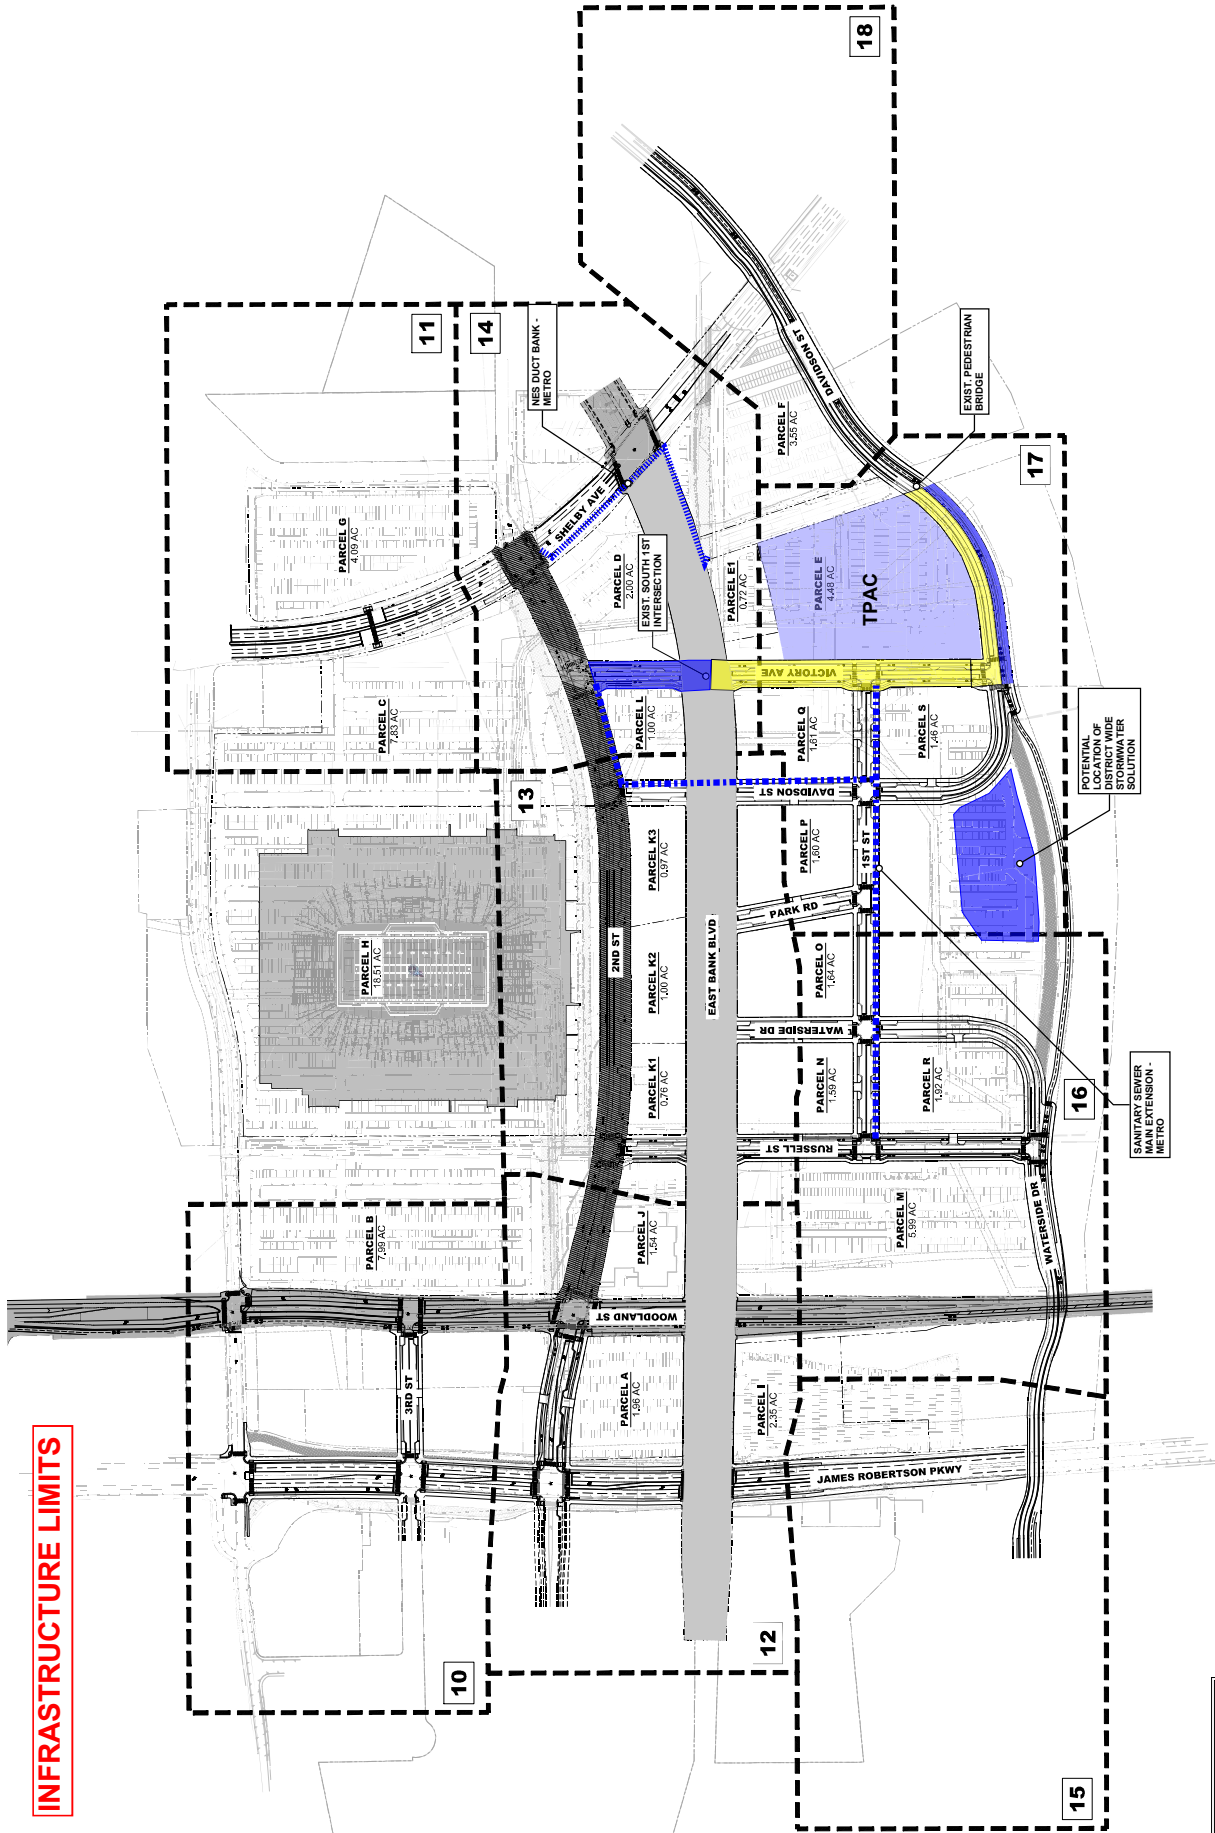 INFRASTRUCTURE LIMITS
10
11
12
13
14
15
16
17
18
PARCEL G
4.09 AC
PARCEL C
7.83 AC
PARCEL H
18.51 AC
PARCEL B
7.99 AC
3RD ST
NES DUCT BANK -
METRO
SHELBY AVE
PARCEL D
2.00 AC
EXIST. SOUTH 1ST
INTERSECTION
PARCEL L
1.00 AC
2ND ST
PARCEL K3
0.97 AC
PARCEL K2
1.00 AC
PARCEL K1
0.76 AC
PARCEL J
1.54 AC
WOODLAND
ST
PARCEL A
1.96 AC
EAST BANK BLVD
PARCEL E1
0.72 AC
PARCEL F
3.55 AC
DAVIDSON ST
PARCEL E
4.48 AC
TPAC
VICTORY AVE
PARCEL Q
1.81 AC
PARCEL S
1.46 AC
DAVIDSON ST
PARCEL P
1.60 AC
1ST ST
PARK RD
PARCEL O
1.64 AC
WATERSIDE DR
PARCEL N
1.59 AC
PARCEL R
1.92 AC
RUSSELL ST
PARCEL M
5.99 AC
WATERSIDE DR
PARCEL I
2.35 AC
JAMES ROBERTSON PKWY
EXIST. PEDESTRIAN
BRIDGE
POTENTIAL
LOCATION OF
DISTRICT WIDE
STORMWATER
SOLUTION
SANITARY SEWER
MAIN EXTENSION -
METRO